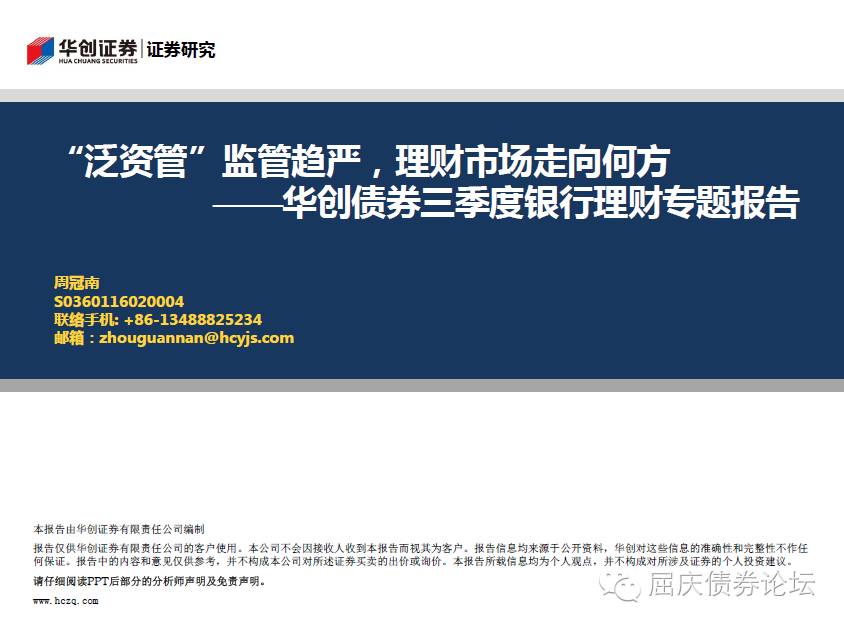 华创证券|证券研究
HUA CHUANG SECURITIES
“泛资管”监管趋严，理财市场走向何方
——华创债券三季度银行理财专题报告
周冠南
S0360116020004
联络手机: +86-13488825234
邮箱：zhouguannan@hcyjs.com
本报告由华创证券有限责任公司编制
报告仅供华创证券有限责任公司的客户使用。本公司不会因接收人收到本报告而视其为客户。报告信息均来源于公开资料，华创对这些信息的准确性和完整性不作任
何保证。报告中的内容和意见仅供参考，并不构成本公司对所述证券买卖的出价或询价。本报告所载信息均为个人观点，并不构成对所涉及证券的个人投资建议。
请仔细阅读PPT后部分的分析师声明及免责声明。
www.hczq.com
屈庆债券论坛